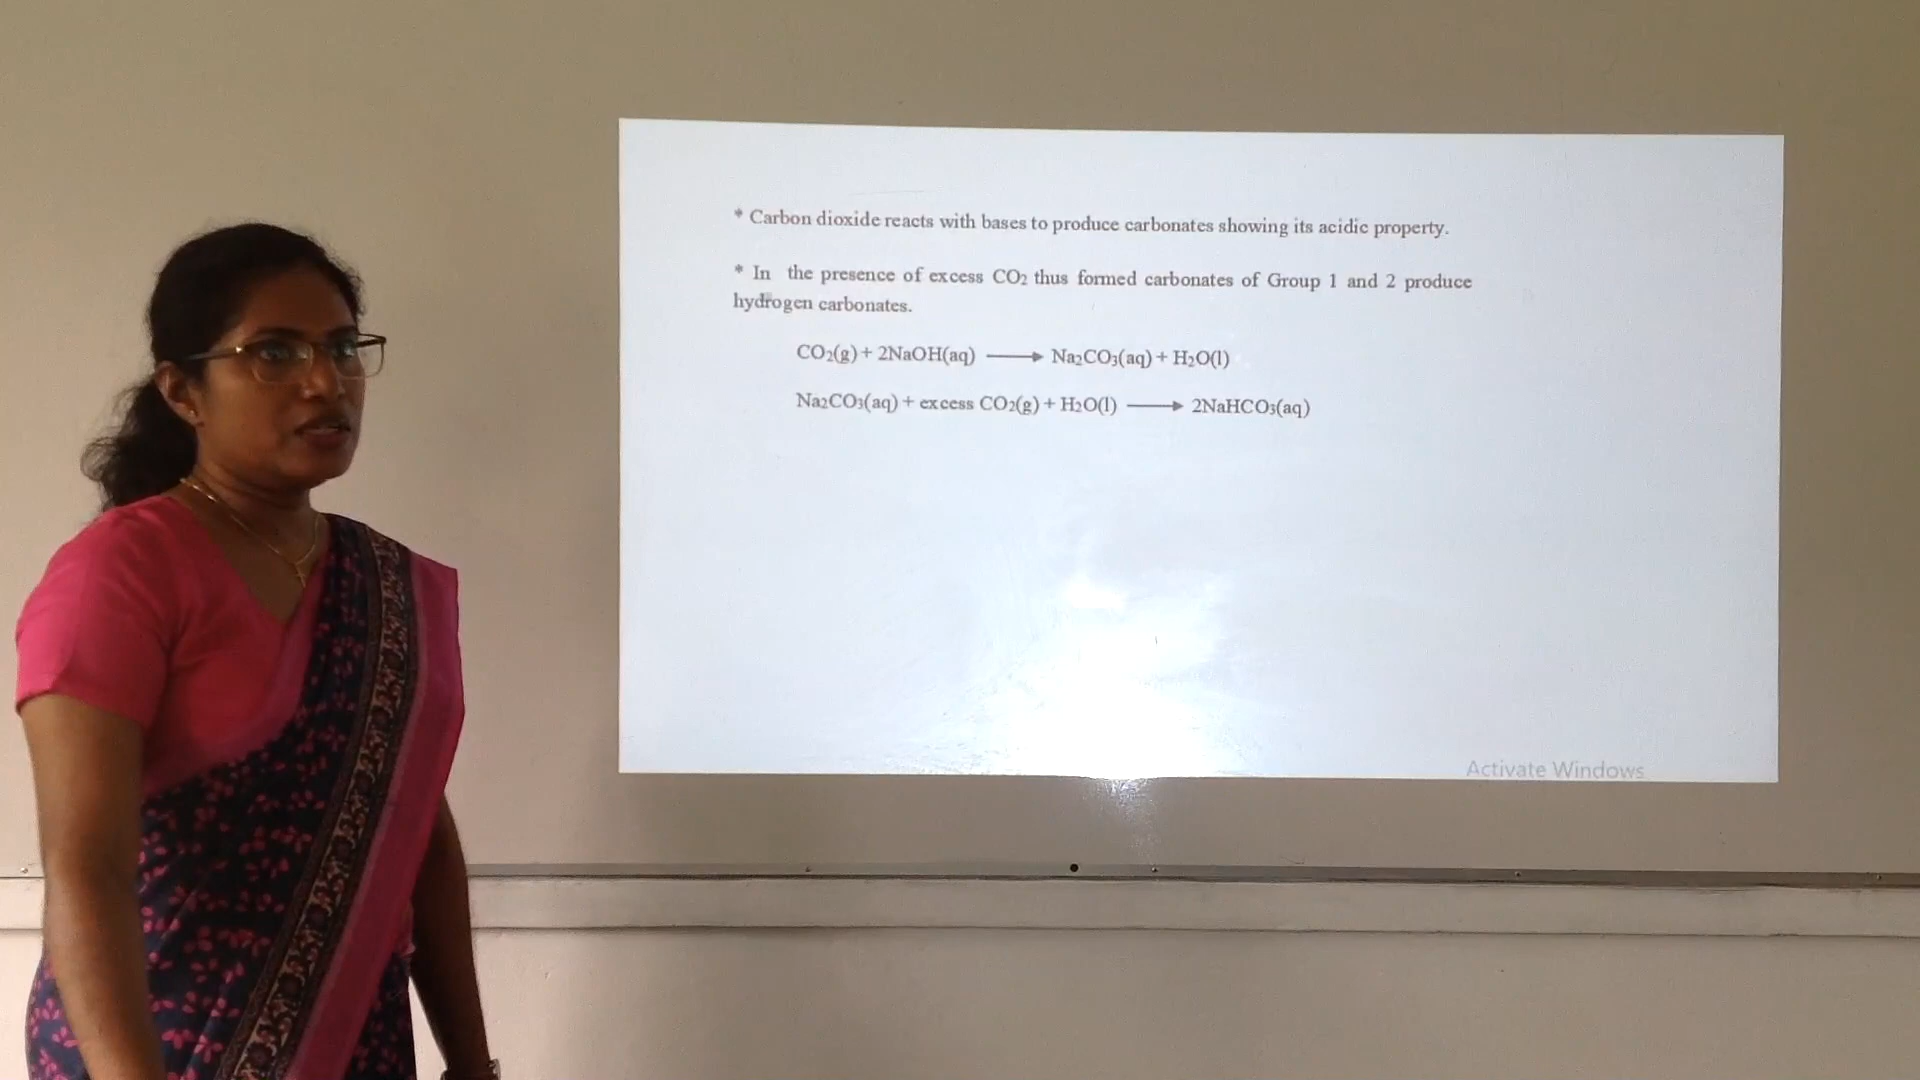 * Carbon dioxide reacts with bases to produce carbonates showing its acidic property.
* In the presence of excess CO₂ thus formed carbonates of Group 1 and 2 produce
hydrogen carbonates.
CO₂(g) + 2NaOH(aq) ⟶ Na₂CO₃(aq) + H₂O(l)
Na₂CO₃(aq) + excess CO₂(g) + H₂O(l) ⟶ 2NaHCO₃(aq)
Activate Windows